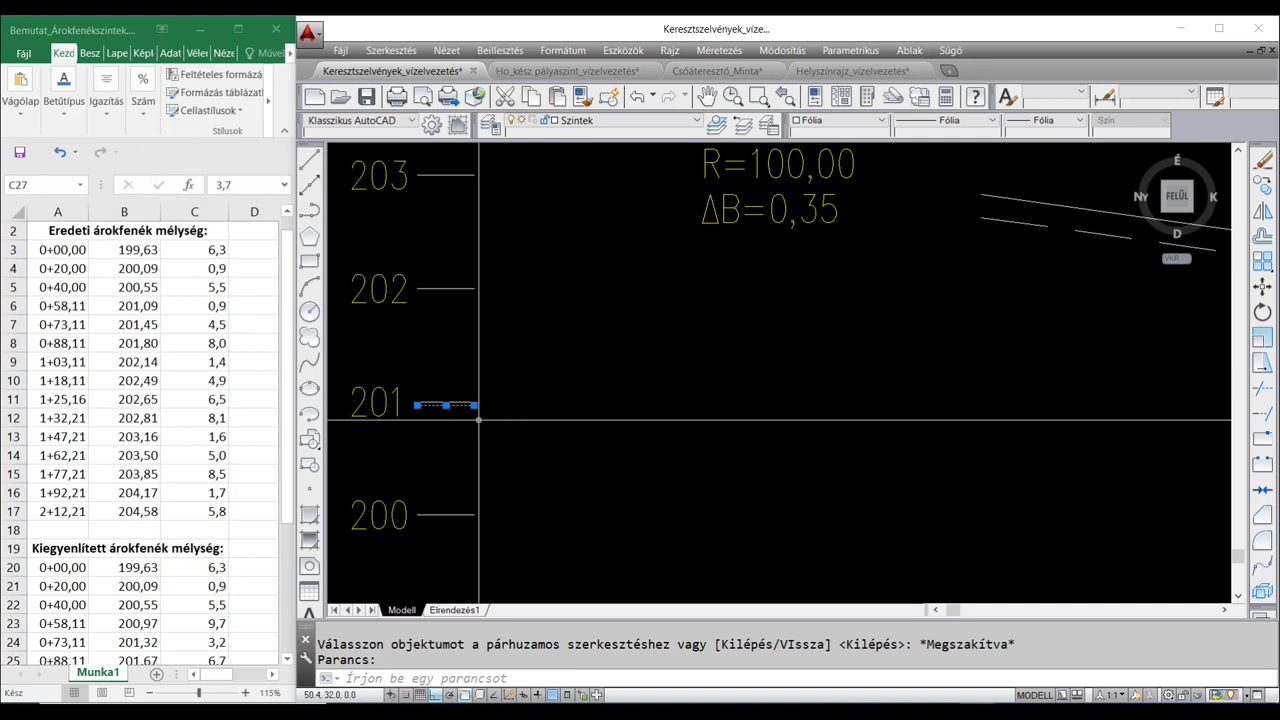 Bemutat_Árokfenékszintek....
Fájl Kezd Besz Lape Képl Adat Véle Néze Művel
Vágólap Betűtípus Igazítás Szám
Feltételes formázá
Formázás táblázatl
Cellastílusok
Stílusok
C27 3,7
A B C D
2 Eredeti árokfenék mélység:
3 0+00,00 199,63 6,3
4 0+20,00 200,09 0,9
5 0+40,00 200,55 5,5
6 0+58,11 201,09 0,9
7 0+73,11 201,45 4,5
8 0+88,11 201,80 8,0
9 1+03,11 202,14 1,4
10 1+18,11 202,49 4,9
11 1+25,16 202,65 6,5
12 1+32,21 202,81 8,1
13 1+47,21 203,16 1,6
14 1+62,21 203,50 5,0
15 1+77,21 203,85 8,5
16 1+92,21 204,17 1,7
17 2+12,21 204,58 5,8
18
19 Kiegyenlített árokfenék mélység:
20 0+00,00 199,63 6,3
21 0+20,00 200,09 0,9
22 0+40,00 200,55 5,5
23 0+58,11 200,97 9,7
24 0+73,11 201,32 3,2
25 0+88,11 201,67 6,7
Munka1
Kész 115%
Keresztszelvények_víze...
Fájl Szerkesztés Nézet Beillesztés Formátum Eszközök Rajz Méretezés Módosítás Parametrikus Ablak Súgó
Keresztszelvények_vízelvezetés* Ho_kész pályaszint_vízelvezetés* Csőáteresztő_Minta* Helyszínrajz_vízelvezetés*
Klasszikus AutoCAD Szintek Fólia Fólia Fólia Szín
203
202
201
200
R=100,00
ΔB=0,35
É
NY FELÜL K
D
VKR
Modell Elrendezés1
Válasszon objektumot a párhuzamos szerkesztéshez vagy [Kilépés/VIssza] <Kilépés>: *Megszakítva*
Parancs:
Írjon be egy parancsot
50.4, 32.0, 0.0 MODELL 1:1